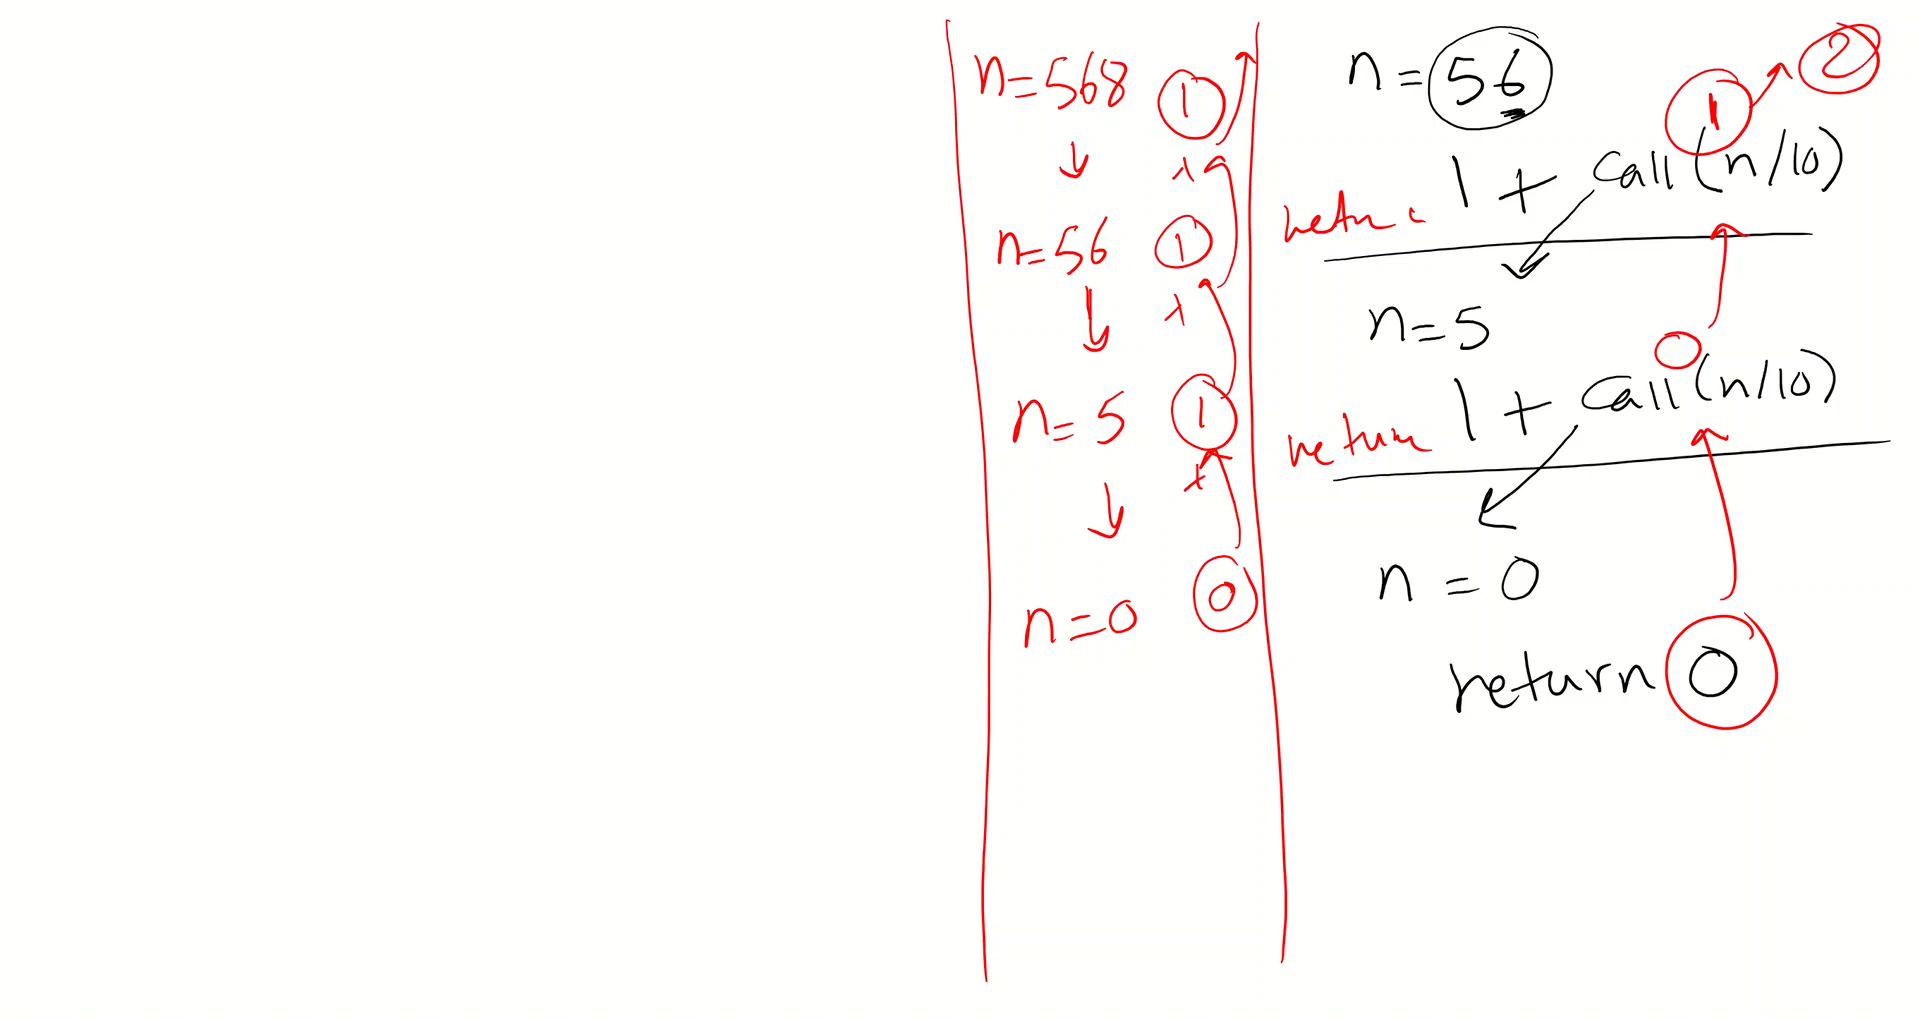 n=568 1
+
n=56 1
+
n=5 1
+
n=0 0
n=56
1 2
return 1+call(n/10)
n=5
0
return 1+call(n/10)
n=0
return 0